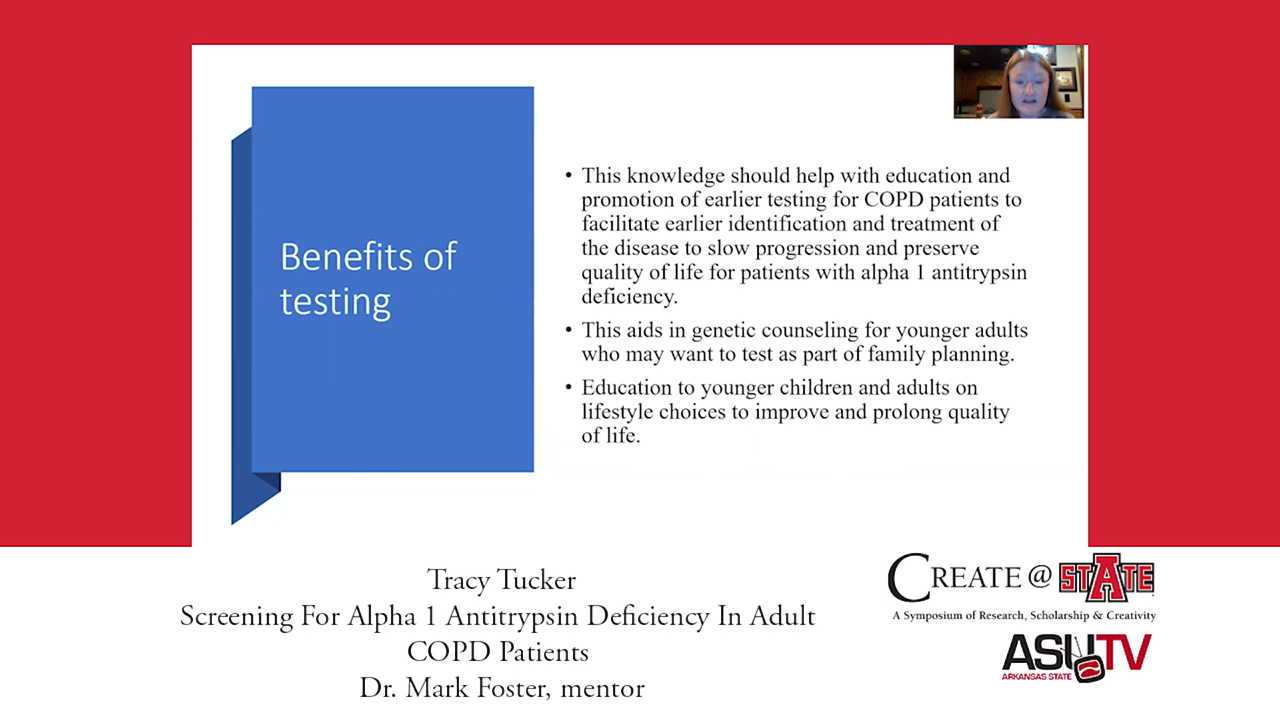 Benefits of
testing
• This knowledge should help with education and
promotion of earlier testing for COPD patients to
facilitate earlier identification and treatment of
the disease to slow progression and preserve
quality of life for patients with alpha 1 antitrypsin
deficiency.
• This aids in genetic counseling for younger adults
who may want to test as part of family planning.
• Education to younger children and adults on
lifestyle choices to improve and prolong quality
of life.
Tracy Tucker
Screening For Alpha 1 Antitrypsin Deficiency In Adult
COPD Patients
Dr. Mark Foster, mentor
CREATE @ STATE
A Symposium of Research, Scholarship & Creativity
ASUTV
ARKANSAS STATE